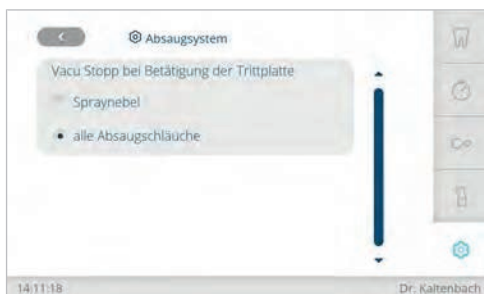 Absaugsystem
Vacu Stopp bei Betätigung der Trittplatte
Spraynebel
alle Absaugschläuche
14:11:18 Dr. Kaltenbach